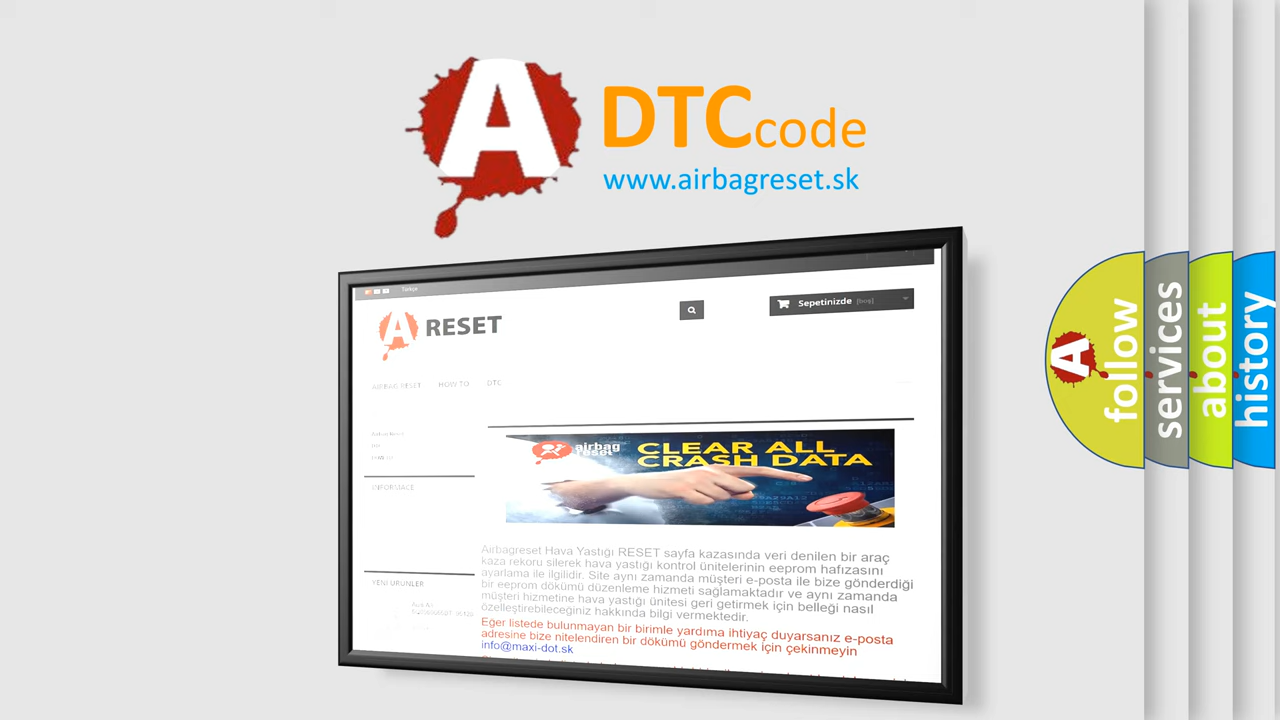 A DTCcode
www.airbagreset.sk
Türkçe
A RESET
Sepetinizde [boş]
AIRBAG RESET HOW TO DTC
airbag reset
CLEAR ALL
CRASH DATA
INFORMACE
Airbagreset Hava Yastığı RESET sayfa kazasında veri denilen bir araç
kaza rekoru silerek hava yastığı kontrol ünitelerinin eeprom hafızasını
ayarlama ile ilgilidir. Site aynı zamanda müşteri e-posta ile bize gönderdiği
bir eeprom dökümü düzenleme hizmeti sağlamaktadır ve aynı zamanda
müşteri hizmetine hava yastığı ünitesi geri getirmek için belleği nasıl
özelleştirebileceğiniz hakkında bilgi vermektedir.
Eğer listede bulunmayan bir birimle yardıma ihtiyaç duyarsanız e-posta
adresine bize nitelendiren bir dökümü göndermek için çekinmeyin
info@maxi-dot.sk
YENI ÜRÜNLER
A follow
services
about
history